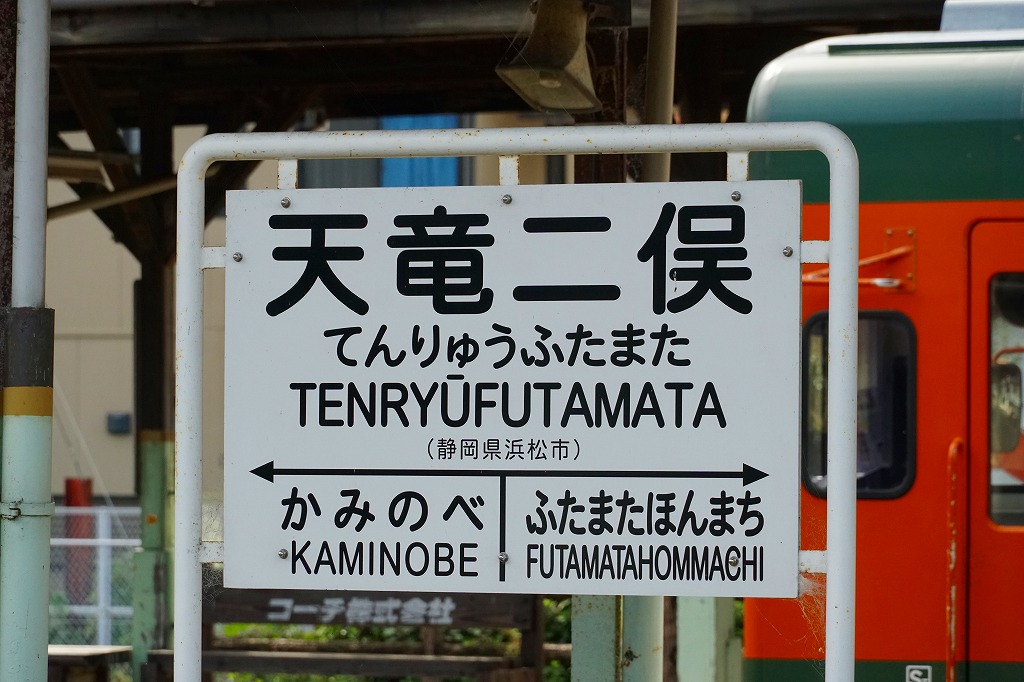 天竜二俣
てんりゅうふたまた
TENRYŪFUTAMATA
（静岡県浜松市）
かみのべ ふたまたほんまち
KAMINOBE FUTAMATAHOMMACHI
コーチ株式会社